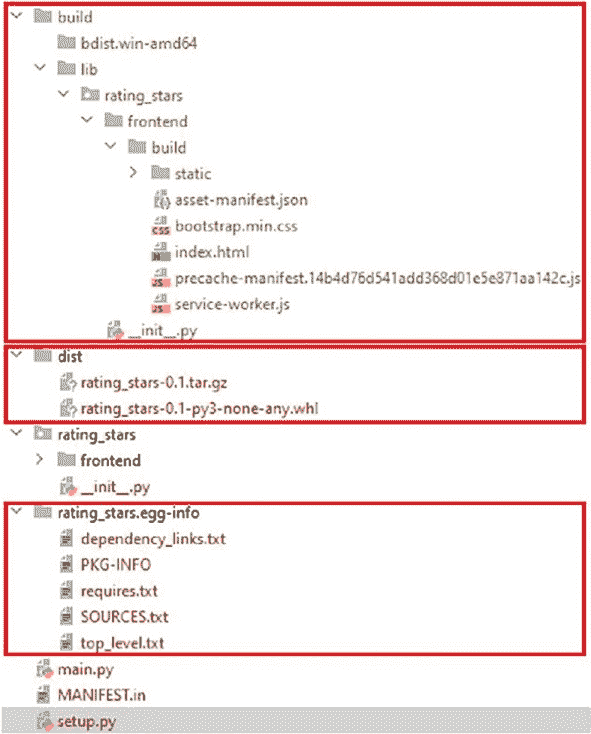 build
bdist.win-amd64
lib
rating_stars
frontend
build
static
asset-manifest.json
bootstrap.min.css
index.html
precache-manifest.14b4d76d541add368d01e5e871aa142c.js
service-worker.js
__init__.py
dist
rating_stars-0.1.tar.gz
rating_stars-0.1-py3-none-any.whl
rating_stars
frontend
__init__.py
rating_stars.egg-info
dependency_links.txt
PKG-INFO
requires.txt
SOURCES.txt
top_level.txt
main.py
MANIFEST.in
setup.py